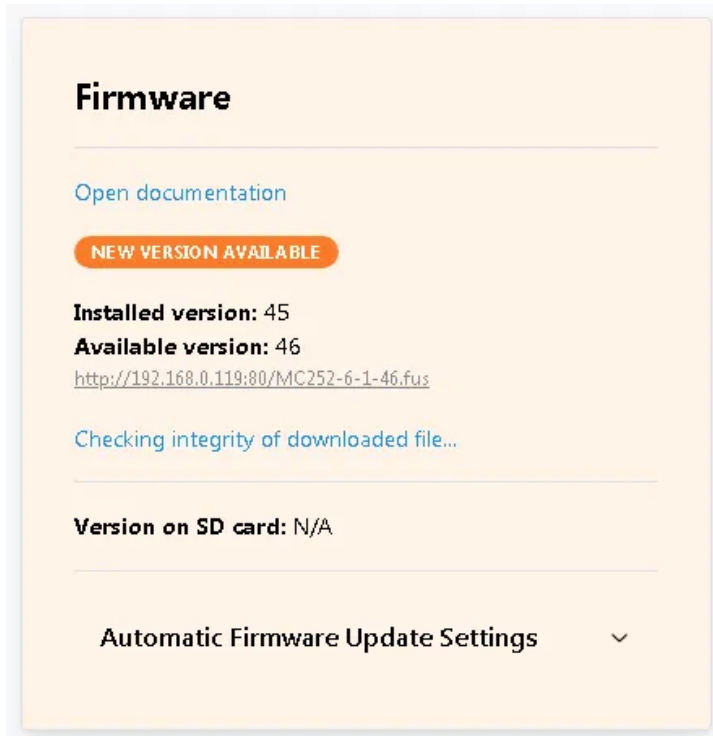 Firmware
Open documentation
NEW VERSION AVAILABLE
Installed version: 45
Available version: 46
http://192.168.0.119:80/MC252-6-1-46.fus
Checking integrity of downloaded file...
Version on SD card: N/A
Automatic Firmware Update Settings